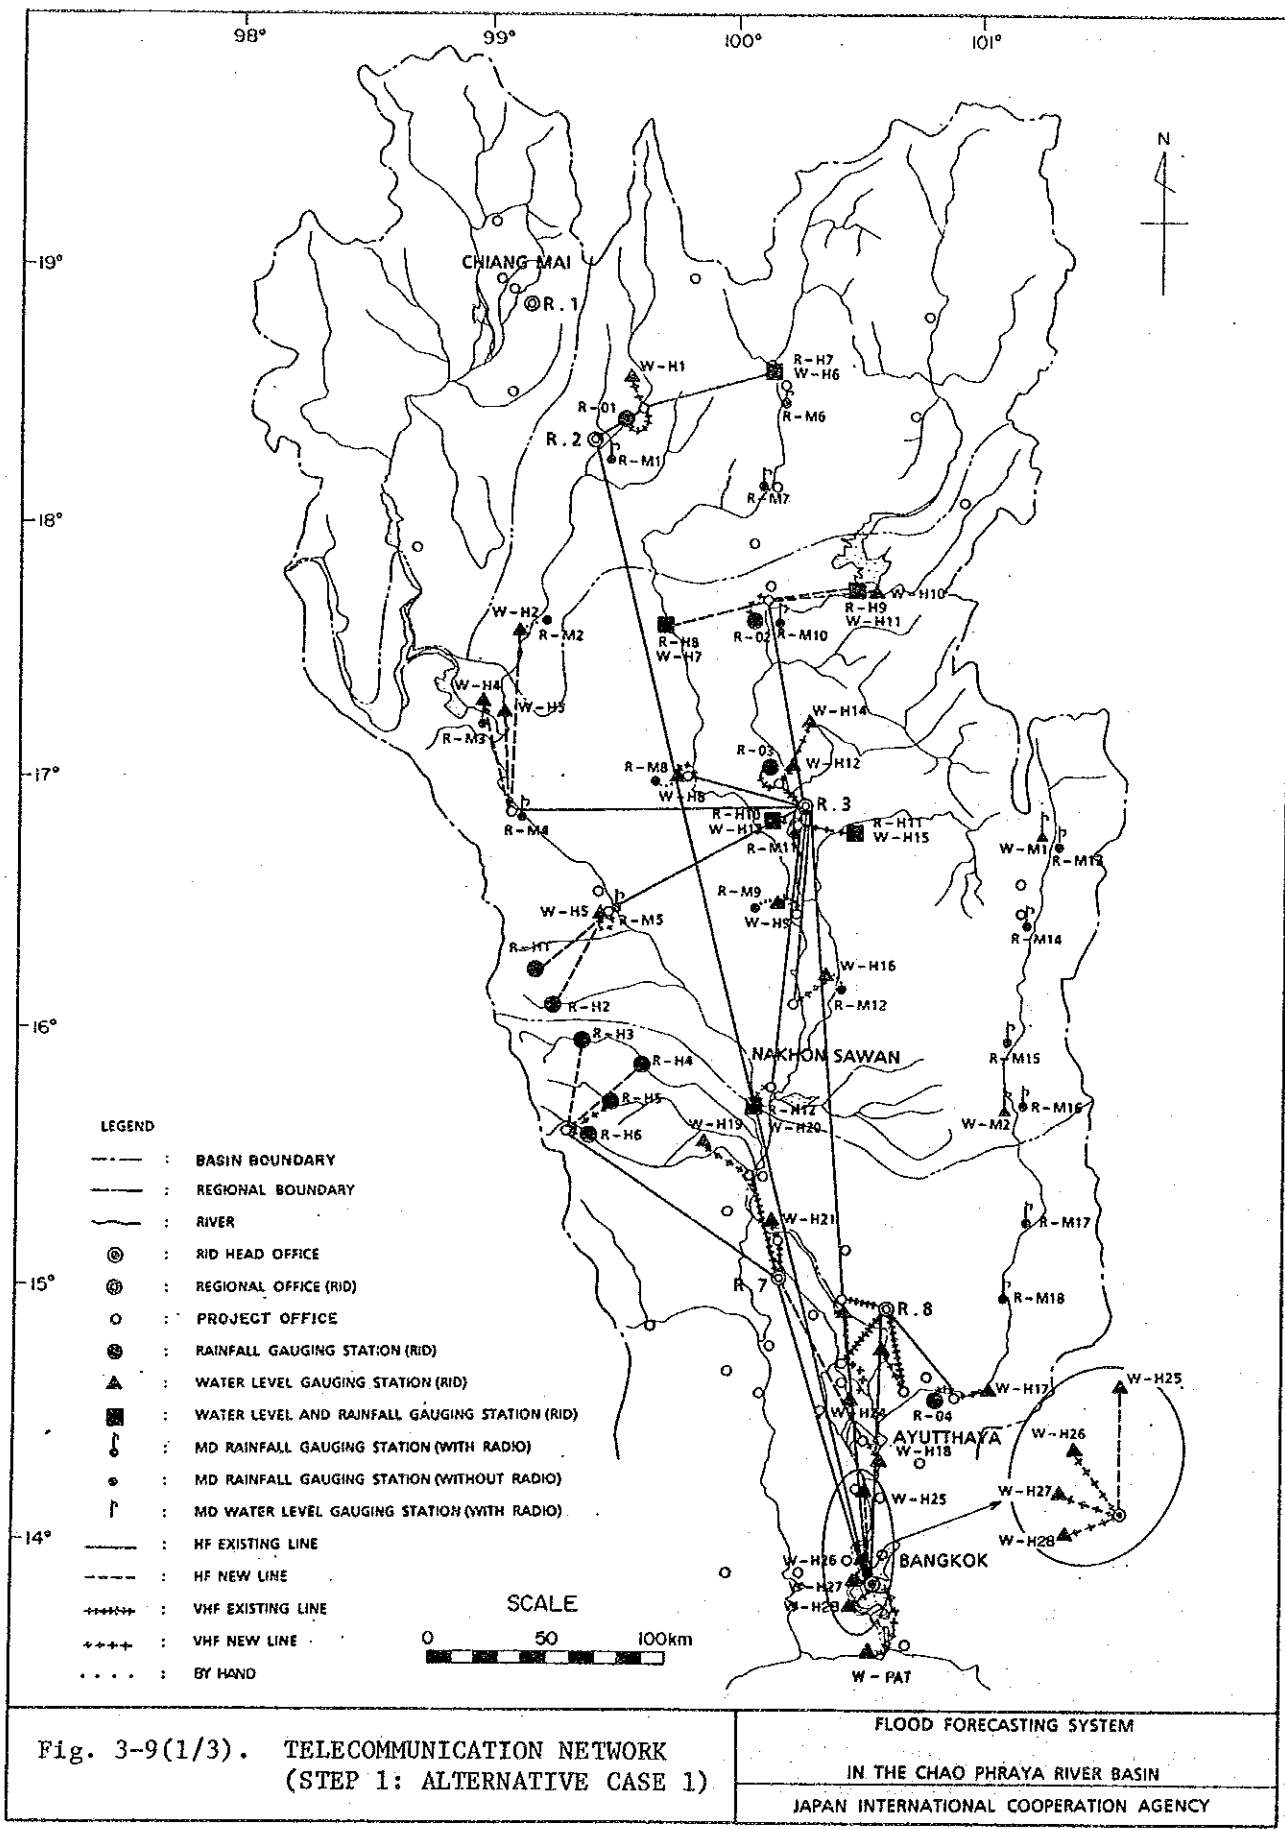 98°
99°
100°
101°
N
19°
CHIANG MAI
R.1
W-H1
R-H7
W-H6
R-01
R-M6
R.2
R-M1
R-M7
18°
W-H2
R-M2
W-H10
R-H9
W-H11
R-02
R-M10
R-H8
W-H7
W-H4
W-H5
R-M3
W-H14
R-03
W-H12
17°
R-M8
W-H8
R.3
R-M4
R-H10
R-H11
W-H15
R-M11
W-M1
R-M13
R-M9
W-H9
W-H5
R-M5
R-M14
R-H1
W-H16
R-M12
R-H2
16°
R-H3
NAKHON SAWAN
R-M15
R-H4
R-H5
R-H12
W-H20
R-M16
W-M2
R-H6
W-H19
W-H21
R-M17
15°
R 7
R.8
R-M18
W-H17
W-H25
R-04
W-H24
AYUTTHAYA
W-H18
W-H26
W-H25
W-H27
W-H28
14°
W-H26
BANGKOK
W-H27
W-H28
W-PAT
LEGEND
: BASIN BOUNDARY
: REGIONAL BOUNDARY
: RIVER
: RID HEAD OFFICE
: REGIONAL OFFICE (RID)
: PROJECT OFFICE
: RAINFALL GAUGING STATION (RID)
: WATER LEVEL GAUGING STATION (RID)
: WATER LEVEL AND RAINFALL GAUGING STATION (RID)
: MD RAINFALL GAUGING STATION (WITH RADIO)
: MD RAINFALL GAUGING STATION (WITHOUT RADIO)
: MD WATER LEVEL GAUGING STATION (WITH RADIO)
: HF EXISTING LINE
: HF NEW LINE
: VHF EXISTING LINE
: VHF NEW LINE
: BY HAND
SCALE
0 50 100km
Fig. 3-9(1/3). TELECOMMUNICATION NETWORK
(STEP 1: ALTERNATIVE CASE 1)
FLOOD FORECASTING SYSTEM
IN THE CHAO PHRAYA RIVER BASIN
JAPAN INTERNATIONAL COOPERATION AGENCY